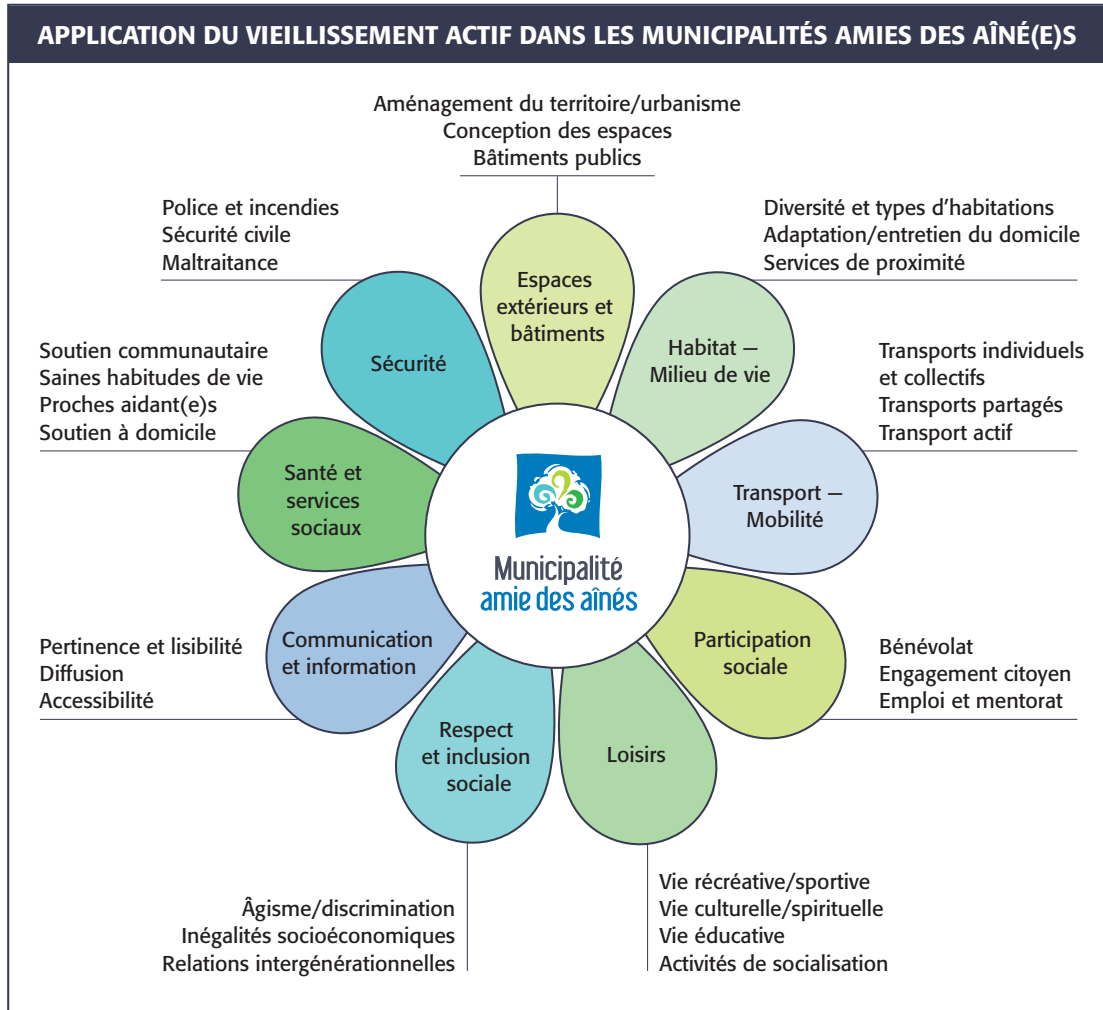 APPLICATION DU VIEILLISSEMENT ACTIF DANS LES MUNICIPALITÉS AMIES DES AÎNÉ(E)S
Aménagement du territoire/urbanisme
Conception des espaces
Bâtiments publics
Espaces
extérieurs et
bâtiments
Diversité et types d'habitations
Adaptation/entretien du domicile
Services de proximité
Habitat –
Milieu de vie
Transports individuels
et collectifs
Transports partagés
Transport actif
Transport –
Mobilité
Bénévolat
Engagement citoyen
Emploi et mentorat
Participation
sociale
Vie récréative/sportive
Vie culturelle/spirituelle
Vie éducative
Activités de socialisation
Loisirs
Âgisme/discrimination
Inégalités socioéconomiques
Relations intergénérationnelles
Respect
et inclusion
sociale
Pertinence et lisibilité
Diffusion
Accessibilité
Communication
et information
Soutien communautaire
Saines habitudes de vie
Proches aidant(e)s
Soutien à domicile
Santé et
services
sociaux
Police et incendies
Sécurité civile
Maltraitance
Sécurité
Municipalité
amie des aînés